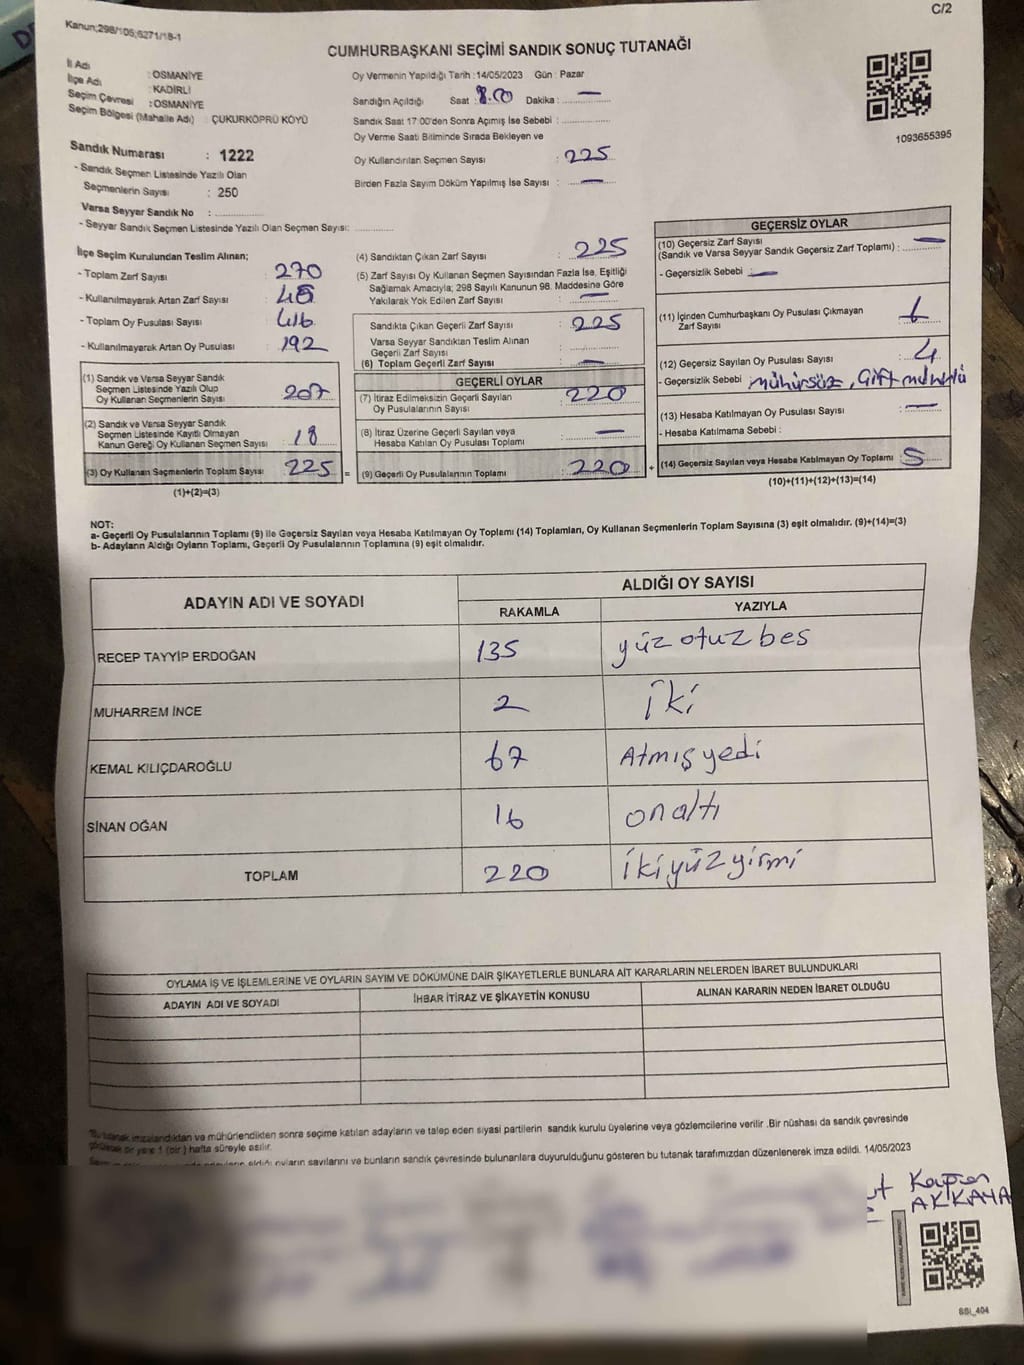 C/2
Kanun;298/105;6271/18-1
CUMHURBAŞKANI SEÇİMİ SANDIK SONUÇ TUTANAĞI
İl Adı : OSMANİYE
İlçe Adı : KADİRLİ
Seçim Çevresi : OSMANİYE
Seçim Bölgesi (Mahalle Adı) ÇUKURKÖPRÜ KÖYÜ
Sandık Numarası : 1222
- Sandık Seçmen Listesinde Yazılı Olan
Seçmenlerin Sayısı : 250
Varsa Seyyar Sandık No :
- Seyyar Sandık Seçmen Listesinde Yazılı Olan Seçmen Sayısı:
Oy Vermenin Yapıldığı Tarih : 14/05/2023 Gün : Pazar
Sandığın Açıldığı Saat : 8.00 Dakika : —
Sandık Saat 17:00'den Sonra Açımış İse Sebebi :
Oy Verme Saati Bitiminde Sırada Bekleyen ve
Oy Kullandırılan Seçmen Sayısı : 225
Birden Fazla Sayım Döküm Yapılmış İse Sayısı : —
1093655395
İlçe Seçim Kurulundan Teslim Alınan;
- Toplam Zarf Sayısı : 270
- Kullanılmayarak Artan Zarf Sayısı :
- Toplam Oy Pusulası Sayısı : 416
- Kullanılmayarak Artan Oy Pusulası : 192
(1) Sandık ve Varsa Seyyar Sandık
Seçmen Listesinde Yazılı Olup
Oy Kullanan Seçmenlerin Sayısı : 207
(2) Sandık ve Varsa Seyyar Sandık
Seçmen Listesinde Kayıtlı Olmayan
Kanun Gereği Oy Kullanan Seçmen Sayısı : 18
(3) Oy Kullanan Seçmenlerin Toplam Sayısı : 225 =
(1)+(2)=(3)
(4) Sandıktan Çıkan Zarf Sayısı : 225
(5) Zarf Sayısı Oy Kullanan Seçmen Sayısından Fazla İse, Eşitliği
Sağlamak Amacıyla; 298 Sayılı Kanunun 98. Maddesine Göre
Yakılarak Yok Edilen Zarf Sayısı : —
Sandıkta Çıkan Geçerli Zarf Sayısı : 225
Varsa Seyyar Sandıktan Teslim Alınan
Geçerli Zarf Sayısı :
(6) Toplam Geçerli Zarf Sayısı : —
GEÇERLİ OYLAR
(7) İtiraz Edilmeksizin Geçerli Sayılan
Oy Pusulalarının Sayısı : 220
(8) İtiraz Üzerine Geçerli Sayılan veya
Hesaba Katılan Oy Pusulası Toplamı : —
(9) Geçerli Oy Pusulalarının Toplamı : 220 +
GEÇERSİZ OYLAR
(10) Geçersiz Zarf Sayısı
(Sandık ve Varsa Seyyar Sandık Geçersiz Zarf Toplamı) : —
- Geçersizlik Sebebi : —
(11) İçinden Cumhurbaşkanı Oy Pusulası Çıkmayan
Zarf Sayısı :
(12) Geçersiz Sayılan Oy Pusulası Sayısı : 4
- Geçersizlik Sebebi : mühürsüz, Çift mühürlü
(13) Hesaba Katılmayan Oy Pusulası Sayısı : —
- Hesaba Katılmama Sebebi :
(14) Geçersiz Sayılan veya Hesaba Katılmayan Oy Toplamı : 5
(10)+(11)+(12)+(13)=(14)
NOT:
a- Geçerli Oy Pusulalarının Toplamı (9) ile Geçersiz Sayılan veya Hesaba Katılmayan Oy Toplamı (14) Toplamları, Oy Kullanan Seçmenlerin Toplam Sayısına (3) eşit olmalıdır. (9)+(14)=(3)
b- Adayların Aldığı Oyların Toplamı, Geçerli Oy Pusulalarının Toplamına (9) eşit olmalıdır.
ADAYIN ADI VE SOYADI ALDIĞI OY SAYISI
RAKAMLA YAZIYLA
RECEP TAYYİP ERDOĞAN 135 yüz otuz bes
MUHARREM İNCE 2 İki
KEMAL KILIÇDAROĞLU 67 Atmış yedi
SİNAN OĞAN 16 on altı
TOPLAM 220 İki yüz yirmi
OYLAMA İŞ VE İŞLEMLERİNE VE OYLARIN SAYIM VE DÖKÜMÜNE DAİR ŞİKAYETLERLE BUNLARA AİT KARARLARIN NELERDEN İBARET BULUNDUKLARI
ADAYIN ADI VE SOYADI İHBAR İTİRAZ VE ŞİKAYETİN KONUSU ALINAN KARARIN NEDEN İBARET OLDUĞU
Bu tutanak imzalandıktan ve mühürlendikten sonra seçime katılan adayların ve talep eden siyasi partilerin sandık kurulu üyelerine veya gözlemcilerine verilir .Bir nüshası da sandık çevresinde
bir yere 1 (bir) hafta süreyle asılır.
aldığı oyların sayılarını ve bunların sandık çevresinde bulunanlara duyurulduğunu gösteren bu tutanak tarafımızdan düzenlenerek imza edildi. 14/05/2023
AKKAYA
SSI_404